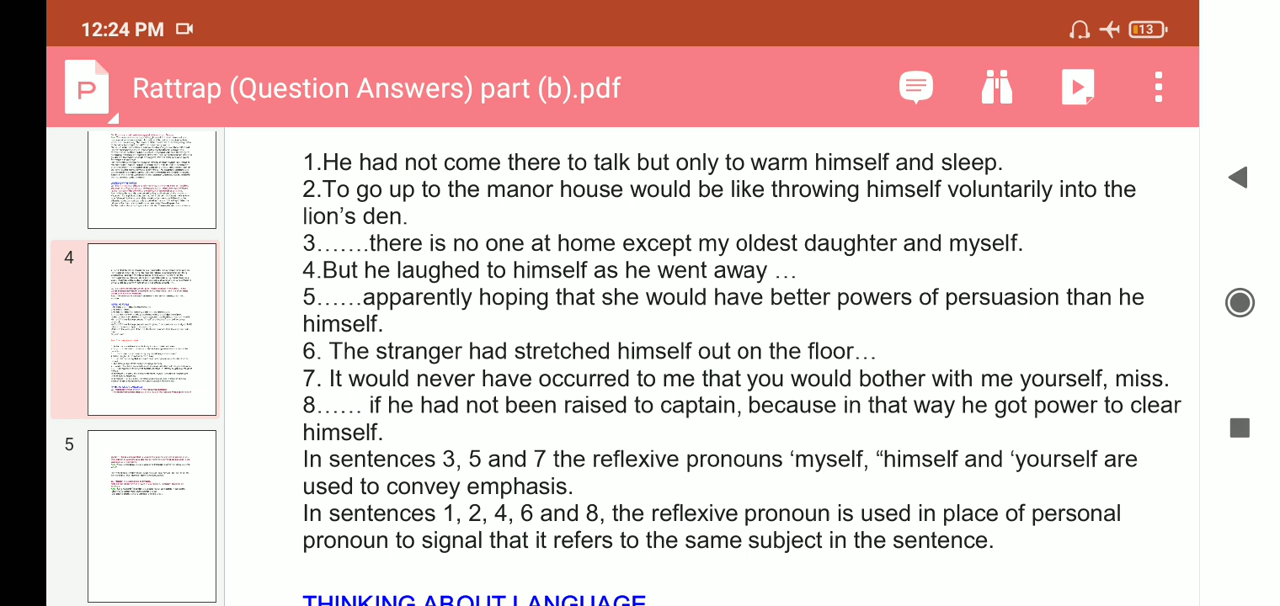 12:24 PM
13
P
Rattrap (Question Answers) part (b).pdf
4
5
1.He had not come there to talk but only to warm himself and sleep.
2.To go up to the manor house would be like throwing himself voluntarily into the
lion’s den.
3…….there is no one at home except my oldest daughter and myself.
4.But he laughed to himself as he went away …
5……apparently hoping that she would have better powers of persuasion than he
himself.
6. The stranger had stretched himself out on the floor…
7. It would never have occurred to me that you would bother with me yourself, miss.
8…… if he had not been raised to captain, because in that way he got power to clear
himself.
In sentences 3, 5 and 7 the reflexive pronouns ‘myself, “himself and ‘yourself are
used to convey emphasis.
In sentences 1, 2, 4, 6 and 8, the reflexive pronoun is used in place of personal
pronoun to signal that it refers to the same subject in the sentence.
THINKING ABOUT LANGUAGE